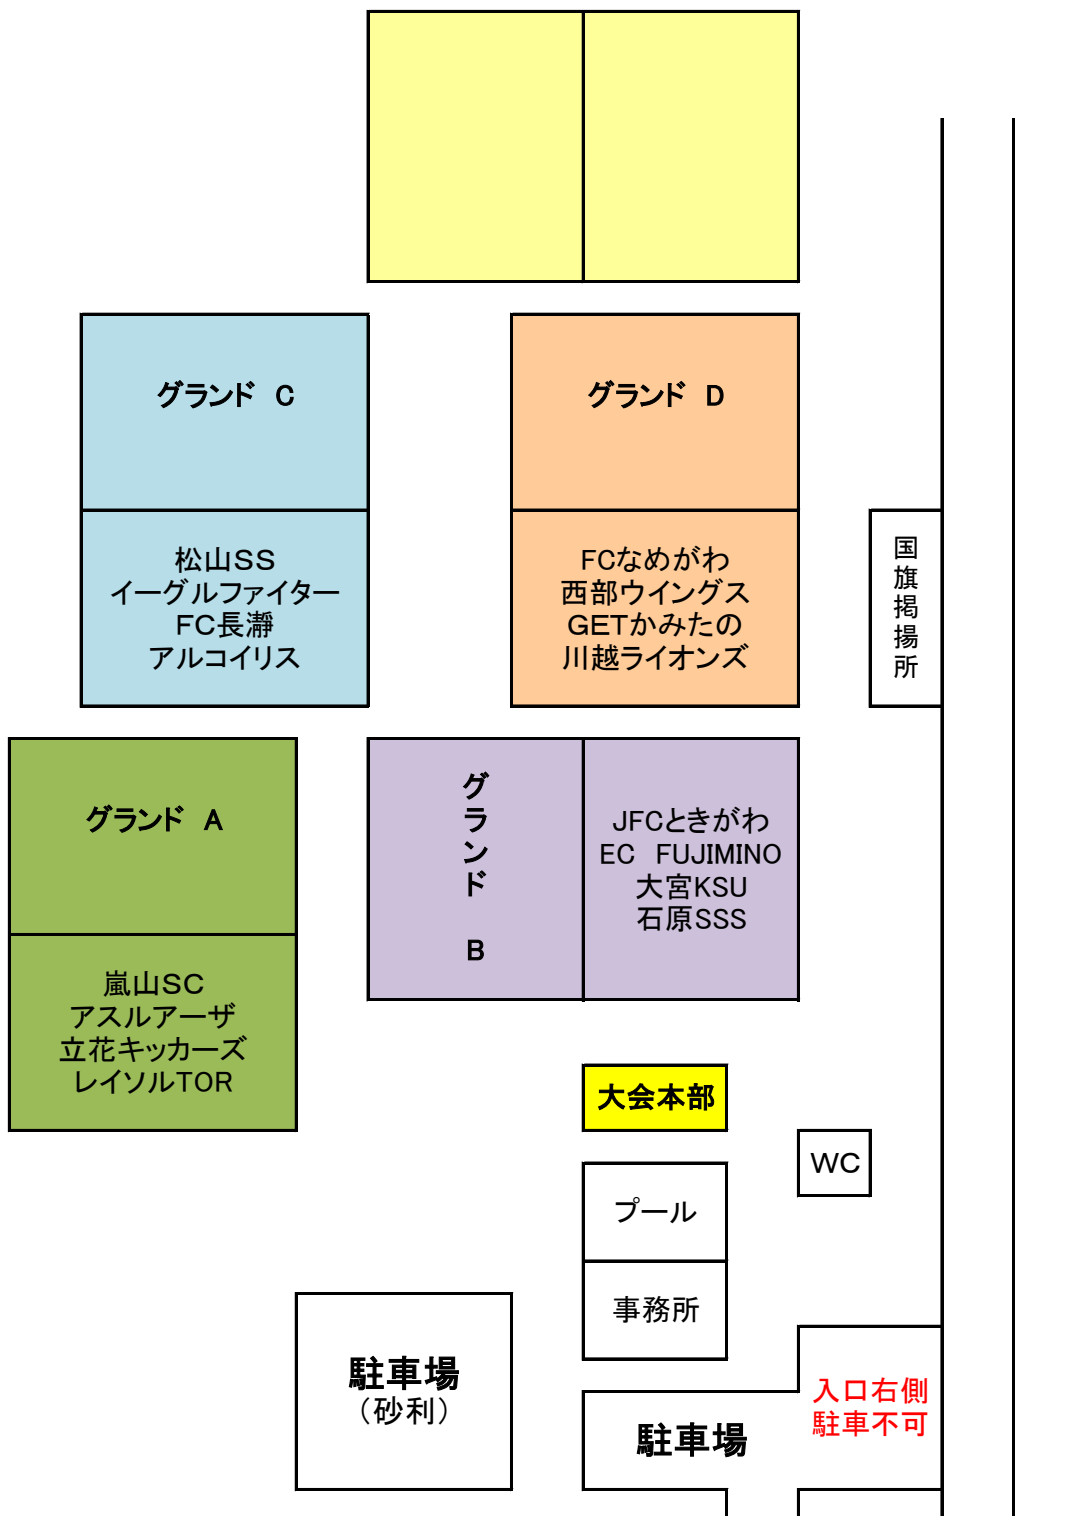 グランド　C
グランド　D
松山SS
イーグルファイター
FC長瀞
アルコイリス
FCなめがわ
西部ウイングス
GETかみたの
川越ライオンズ
国旗掲揚所
グランド　A
グランド　B
JFCときがわ
EC　FUJIMINO
大宮KSU
石原SSS
嵐山SC
アスルアーザ
立花キッカーズ
レイソルTOR
大会本部
WC
プール
事務所
駐車場
（砂利）
入口右側
駐車不可
駐車場